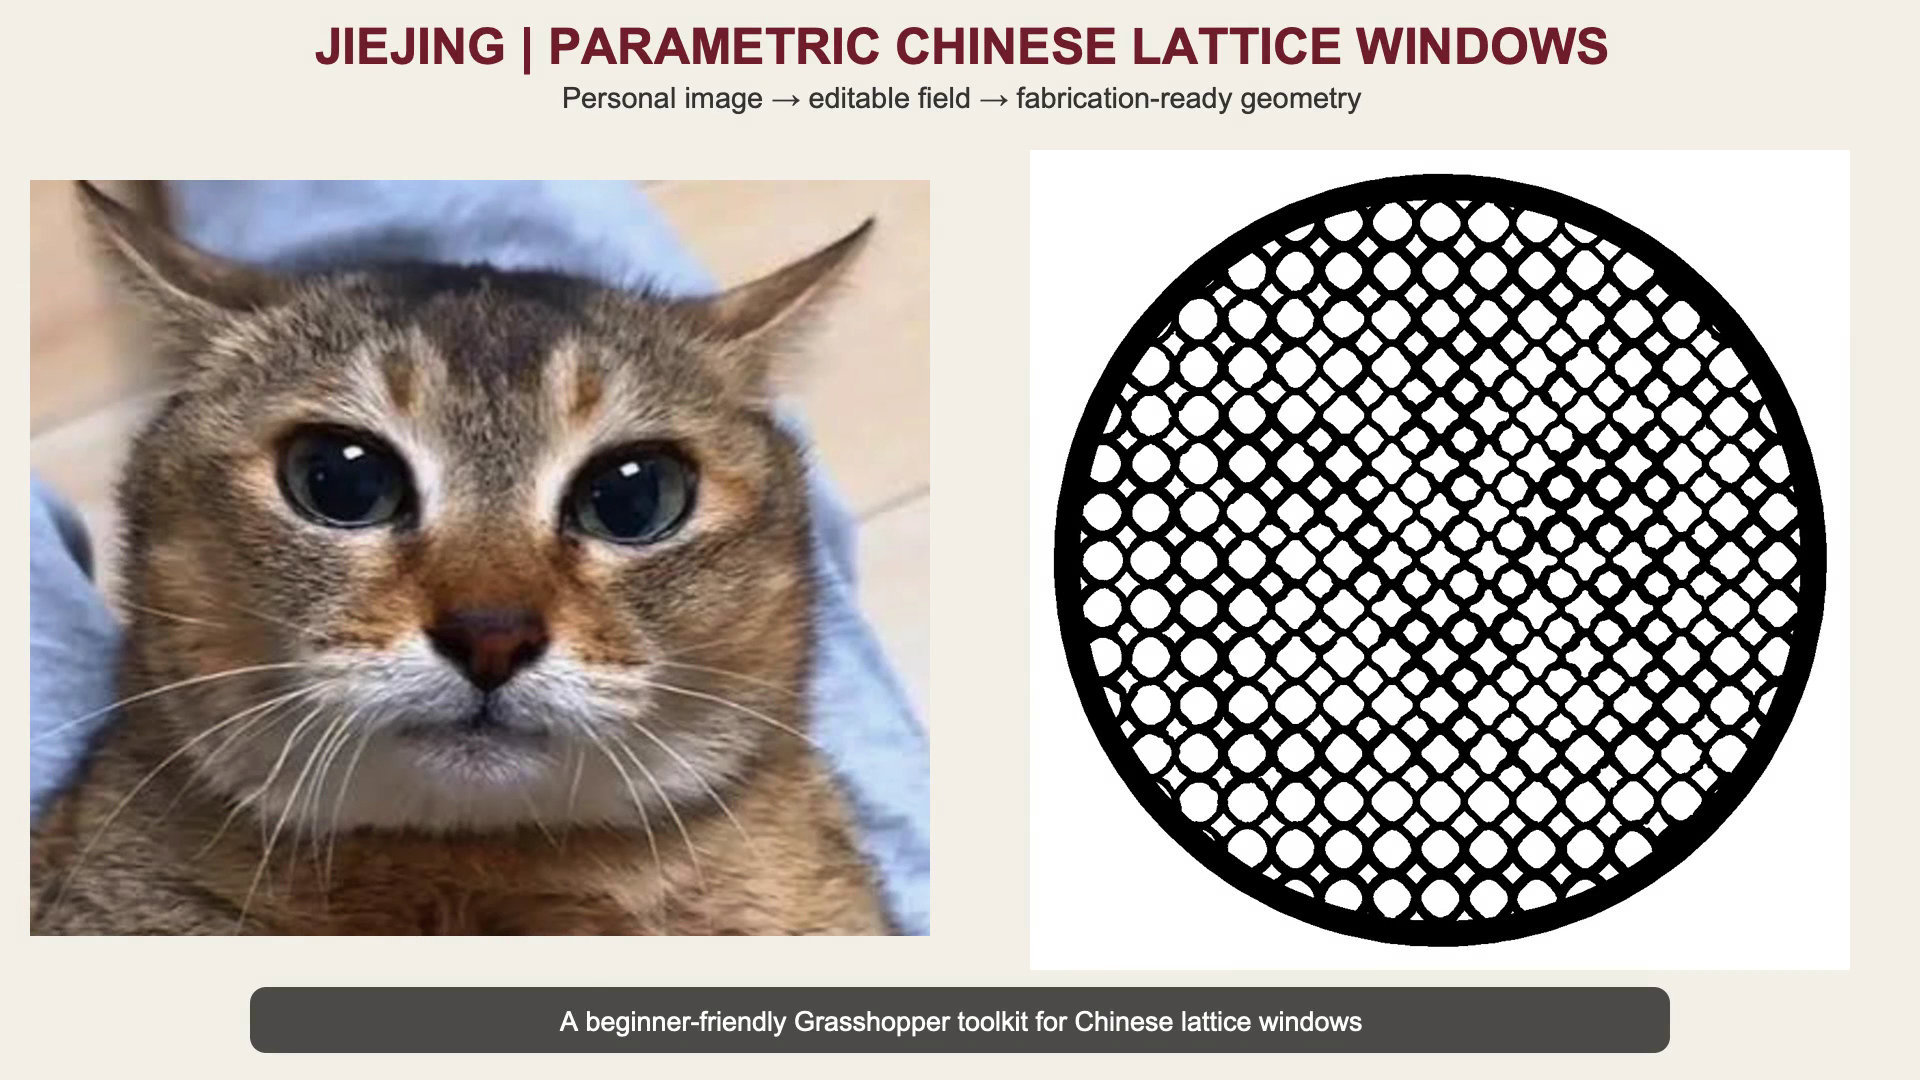 JIEJING | PARAMETRIC CHINESE LATTICE WINDOWS
Personal image → editable field → fabrication-ready geometry
A beginner-friendly Grasshopper toolkit for Chinese lattice windows